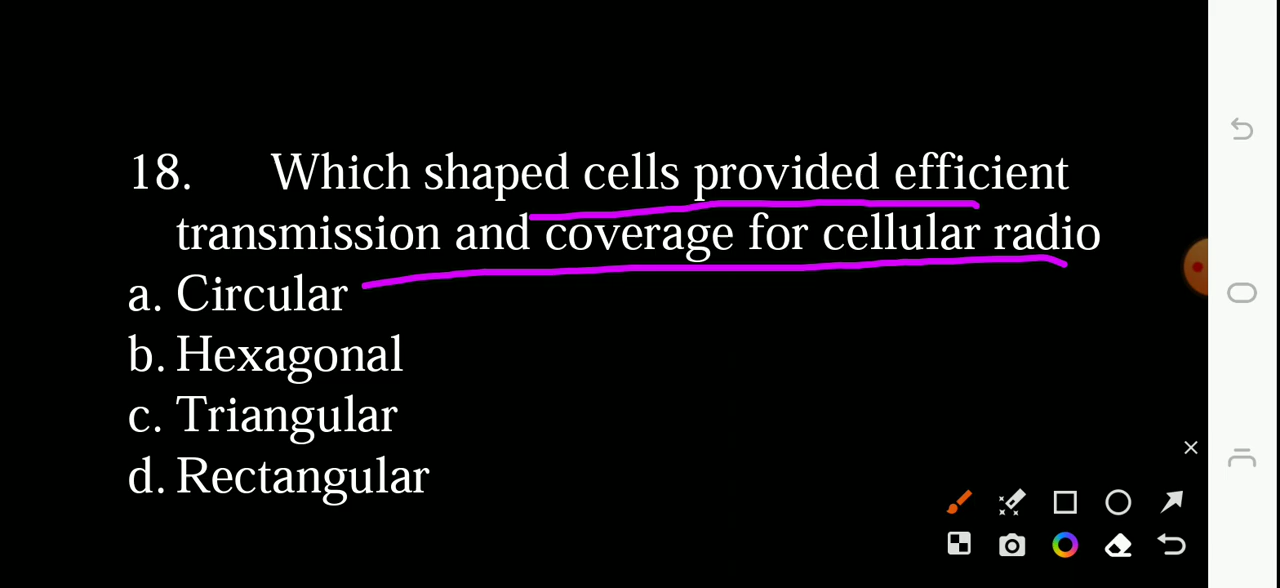 18. Which shaped cells provided efficient
transmission and coverage for cellular radio
a. Circular
b. Hexagonal
c. Triangular
d. Rectangular